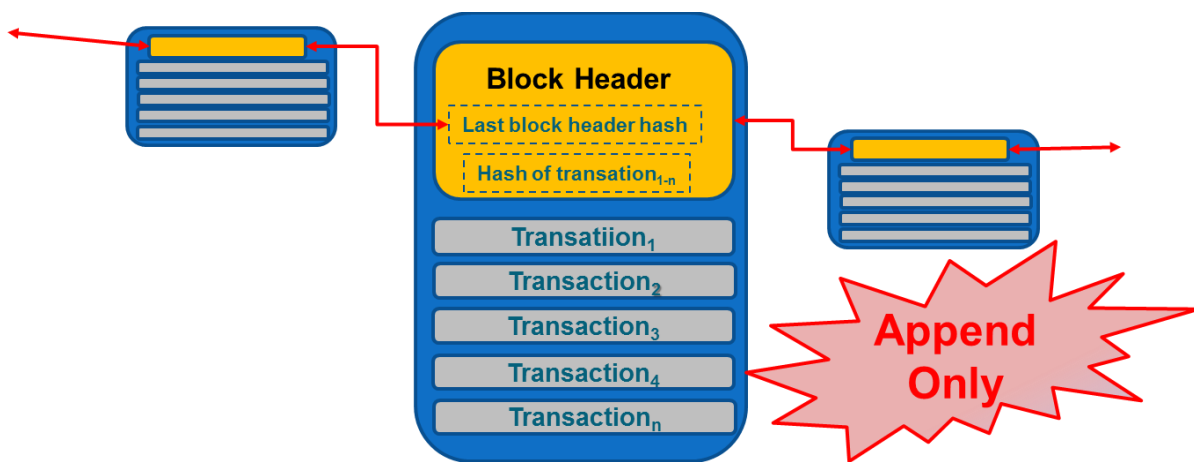 Block Header
Last block header hash
Hash of transation₁₋ₙ
Transatiion₁
Transaction₂
Transaction₃
Transaction₄
Transactionₙ
Append
Only